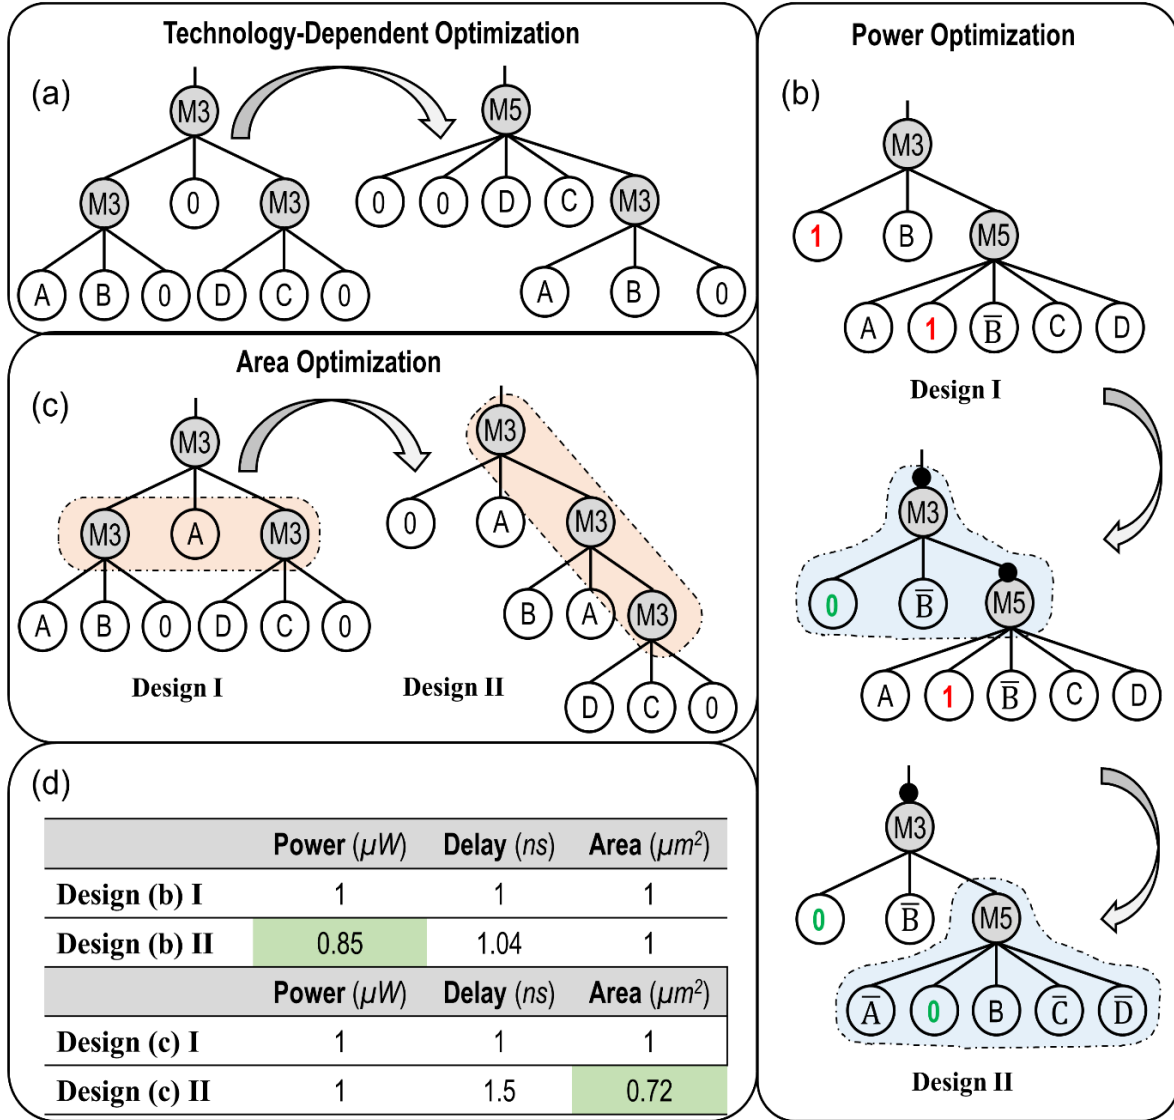 Technology-Dependent Optimization
(a)
M3
M5
M3 0 M3
0 0 D C M3
A B 0 D C 0
A B 0
Area Optimization
(c)
M3
M3
M3 A M3
0 A M3
A B 0 D C 0
B A M3
D C 0
Design I
Design II
(d)
Power (µW) Delay (ns) Area (µm²)
Design (b) I 1 1 1
Design (b) II 0.85 1.04 1
Power (µW) Delay (ns) Area (µm²)
Design (c) I 1 1 1
Design (c) II 1 1.5 0.72
Power Optimization
(b)
M3
1 B M5
A 1 B̅ C D
Design I
M3
0 B̅ M5
A 1 B̅ C D
M3
0 B̅ M5
A̅ 0 B C̅ D̅
Design II